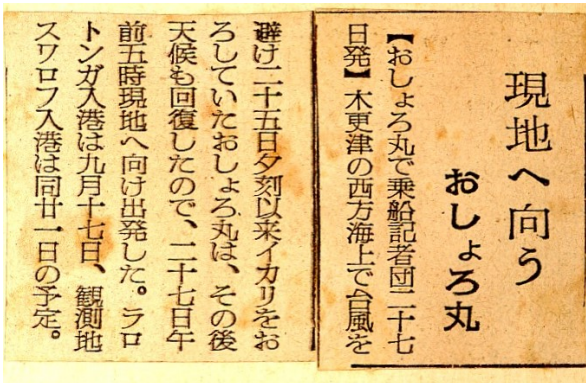 現地へ向う
おしょろ丸
【おしょろ丸で乗船記者団二十七
日発】木更津の西方海上で台風を
避け二十五日夕刻以来イカリをお
ろしていたおしょろ丸は、その後
天候も回復したので、二十七日午
前五時現地へ向け出発した。ラロ
トンガ入港は九月十七日、観測地
スワロフ入港は同廿一日の予定。